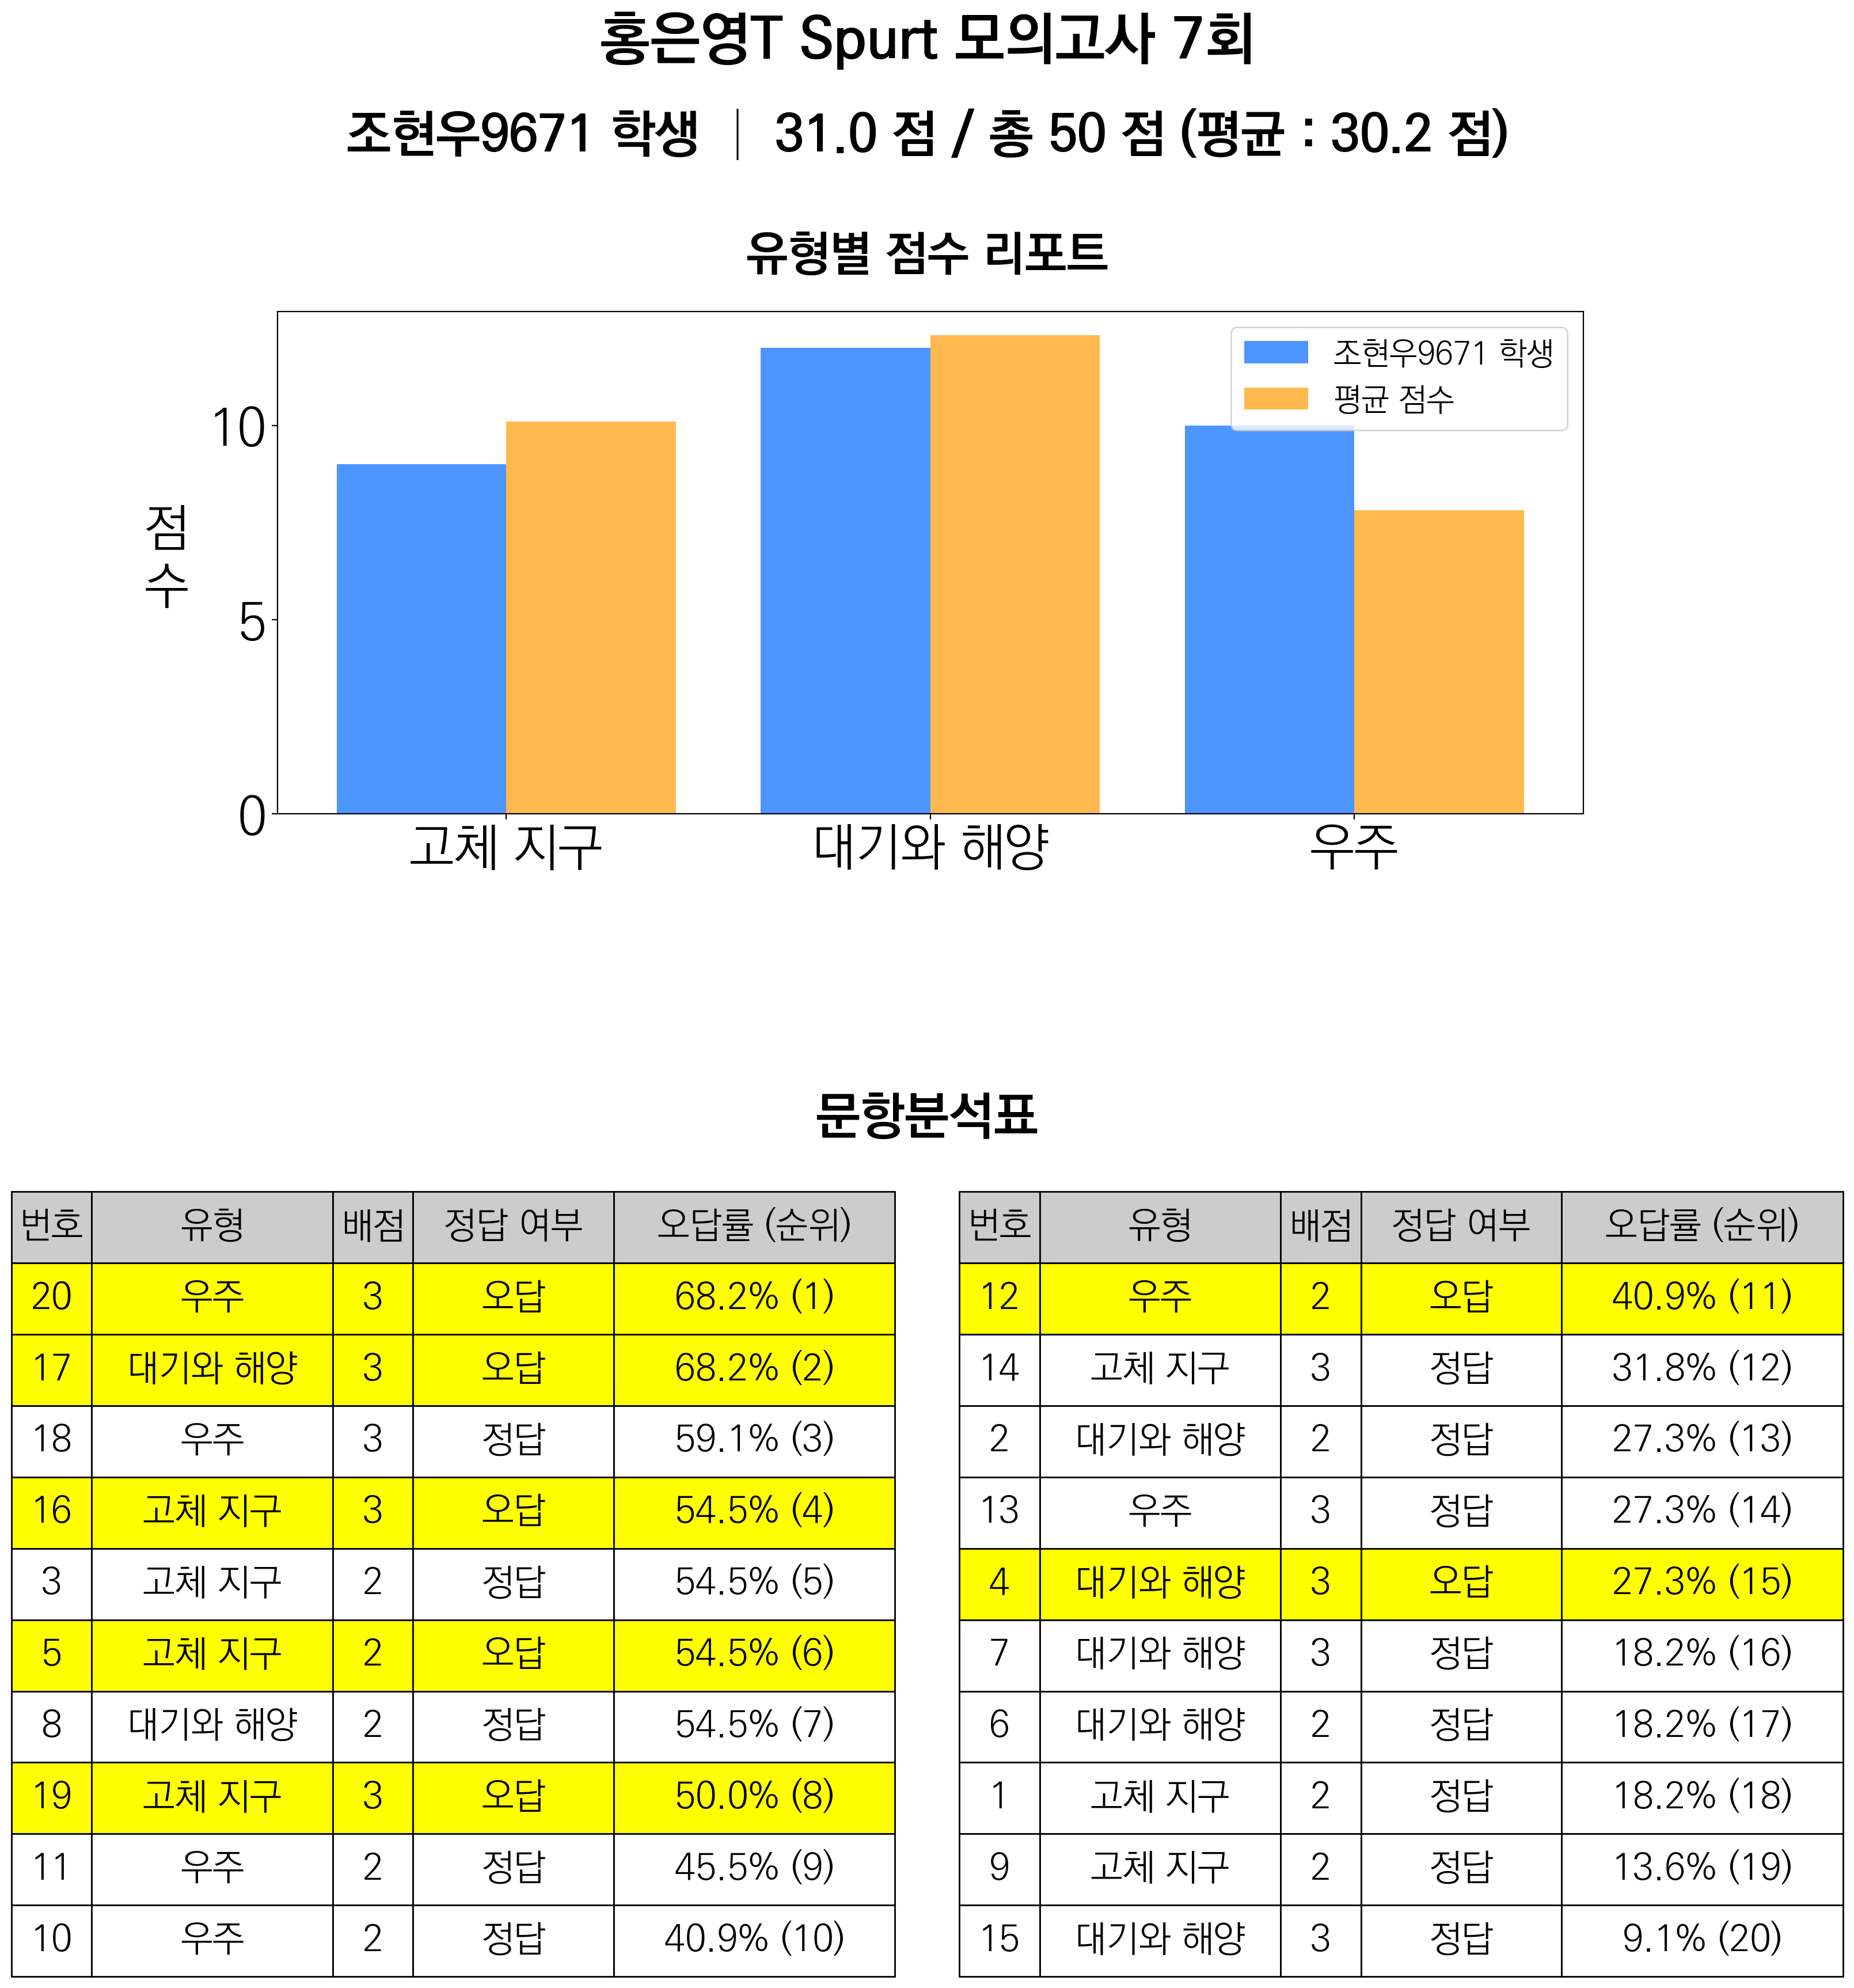 홍은영T Spurt 모의고사 7회
조현우9671 학생 | 31.0 점 / 총 50 점 (평균 : 30.2 점)
유형별 점수 리포트
조현우9671 학생
평균 점수
점수
10
5
0
고체 지구 대기와 해양 우주
문항분석표
번호 유형 배점 정답 여부 오답률 (순위)
20 우주 3 오답 68.2% (1)
17 대기와 해양 3 오답 68.2% (2)
18 우주 3 정답 59.1% (3)
16 고체 지구 3 오답 54.5% (4)
3 고체 지구 2 정답 54.5% (5)
5 고체 지구 2 오답 54.5% (6)
8 대기와 해양 2 정답 54.5% (7)
19 고체 지구 3 오답 50.0% (8)
11 우주 2 정답 45.5% (9)
10 우주 2 정답 40.9% (10)
번호 유형 배점 정답 여부 오답률 (순위)
12 우주 2 오답 40.9% (11)
14 고체 지구 3 정답 31.8% (12)
2 대기와 해양 2 정답 27.3% (13)
13 우주 3 정답 27.3% (14)
4 대기와 해양 3 오답 27.3% (15)
7 대기와 해양 3 정답 18.2% (16)
6 대기와 해양 2 정답 18.2% (17)
1 고체 지구 2 정답 18.2% (18)
9 고체 지구 2 정답 13.6% (19)
15 대기와 해양 3 정답 9.1% (20)